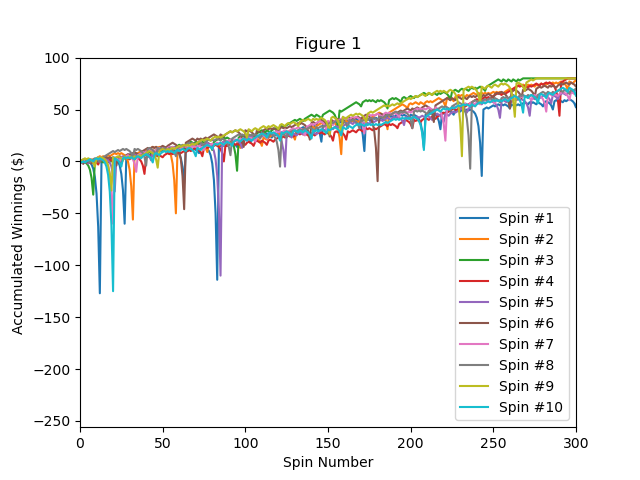 Figure 1
Accumulated Winnings ($)
100
50
0
−50
−100
−150
−200
−250
0 50 100 150 200 250 300
Spin Number
Spin #1
Spin #2
Spin #3
Spin #4
Spin #5
Spin #6
Spin #7
Spin #8
Spin #9
Spin #10